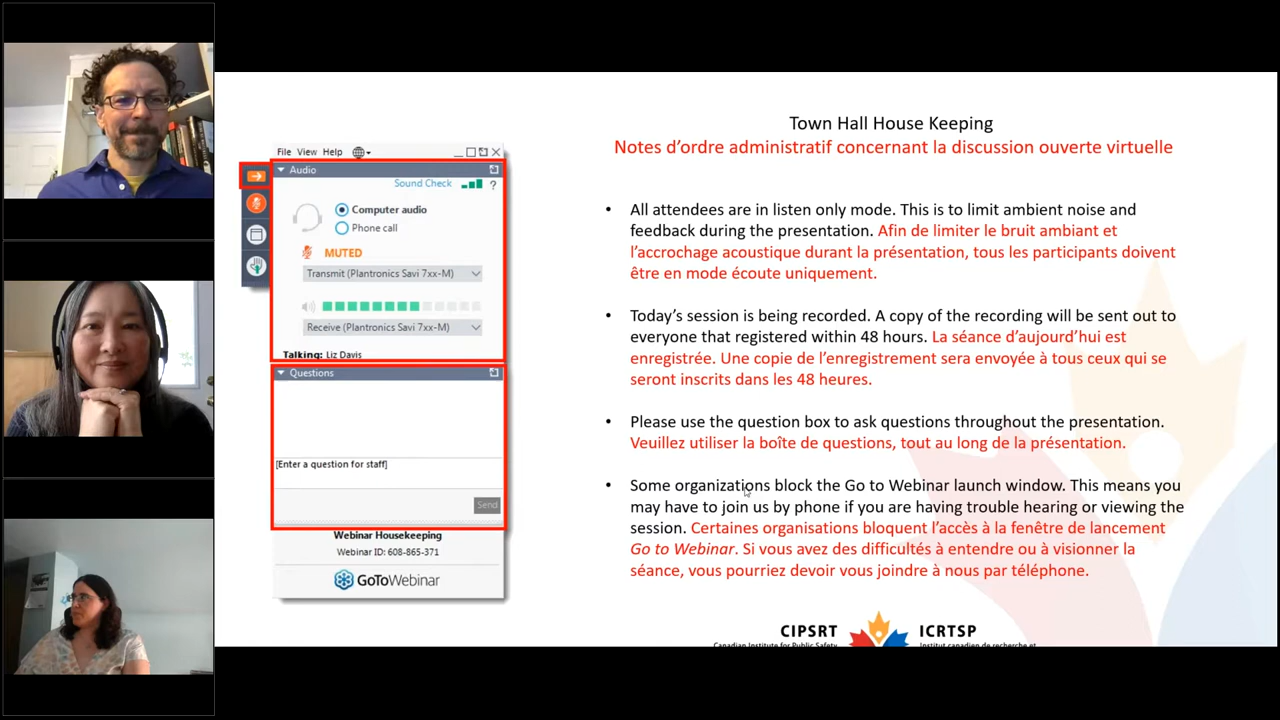 Town Hall House Keeping
Notes d'ordre administratif concernant la discussion ouverte virtuelle
File View Help
Audio
Sound Check
?
Computer audio
Phone call
MUTED
Transmit (Plantronics Savi 7xx-M)
Receive (Plantronics Savi 7xx-M)
Talking: Liz Davis
Questions
[Enter a question for staff]
Send
Webinar Housekeeping
Webinar ID: 608-865-371
GoToWebinar
• All attendees are in listen only mode. This is to limit ambient noise and
feedback during the presentation. Afin de limiter le bruit ambiant et
l'accrochage acoustique durant la présentation, tous les participants doivent
être en mode écoute uniquement.
• Today's session is being recorded. A copy of the recording will be sent out to
everyone that registered within 48 hours. La séance d'aujourd'hui est
enregistrée. Une copie de l'enregistrement sera envoyée à tous ceux qui se
seront inscrits dans les 48 heures.
• Please use the question box to ask questions throughout the presentation.
Veuillez utiliser la boîte de questions, tout au long de la présentation.
• Some organizations block the Go to Webinar launch window. This means you
may have to join us by phone if you are having trouble hearing or viewing the
session. Certaines organisations bloquent l'accès à la fenêtre de lancement
Go to Webinar. Si vous avez des difficultés à entendre ou à visionner la
séance, vous pourriez devoir vous joindre à nous par téléphone.
CIPSRT ICRTSP
Canadian Institute for Public Safety Institut canadien de recherche et